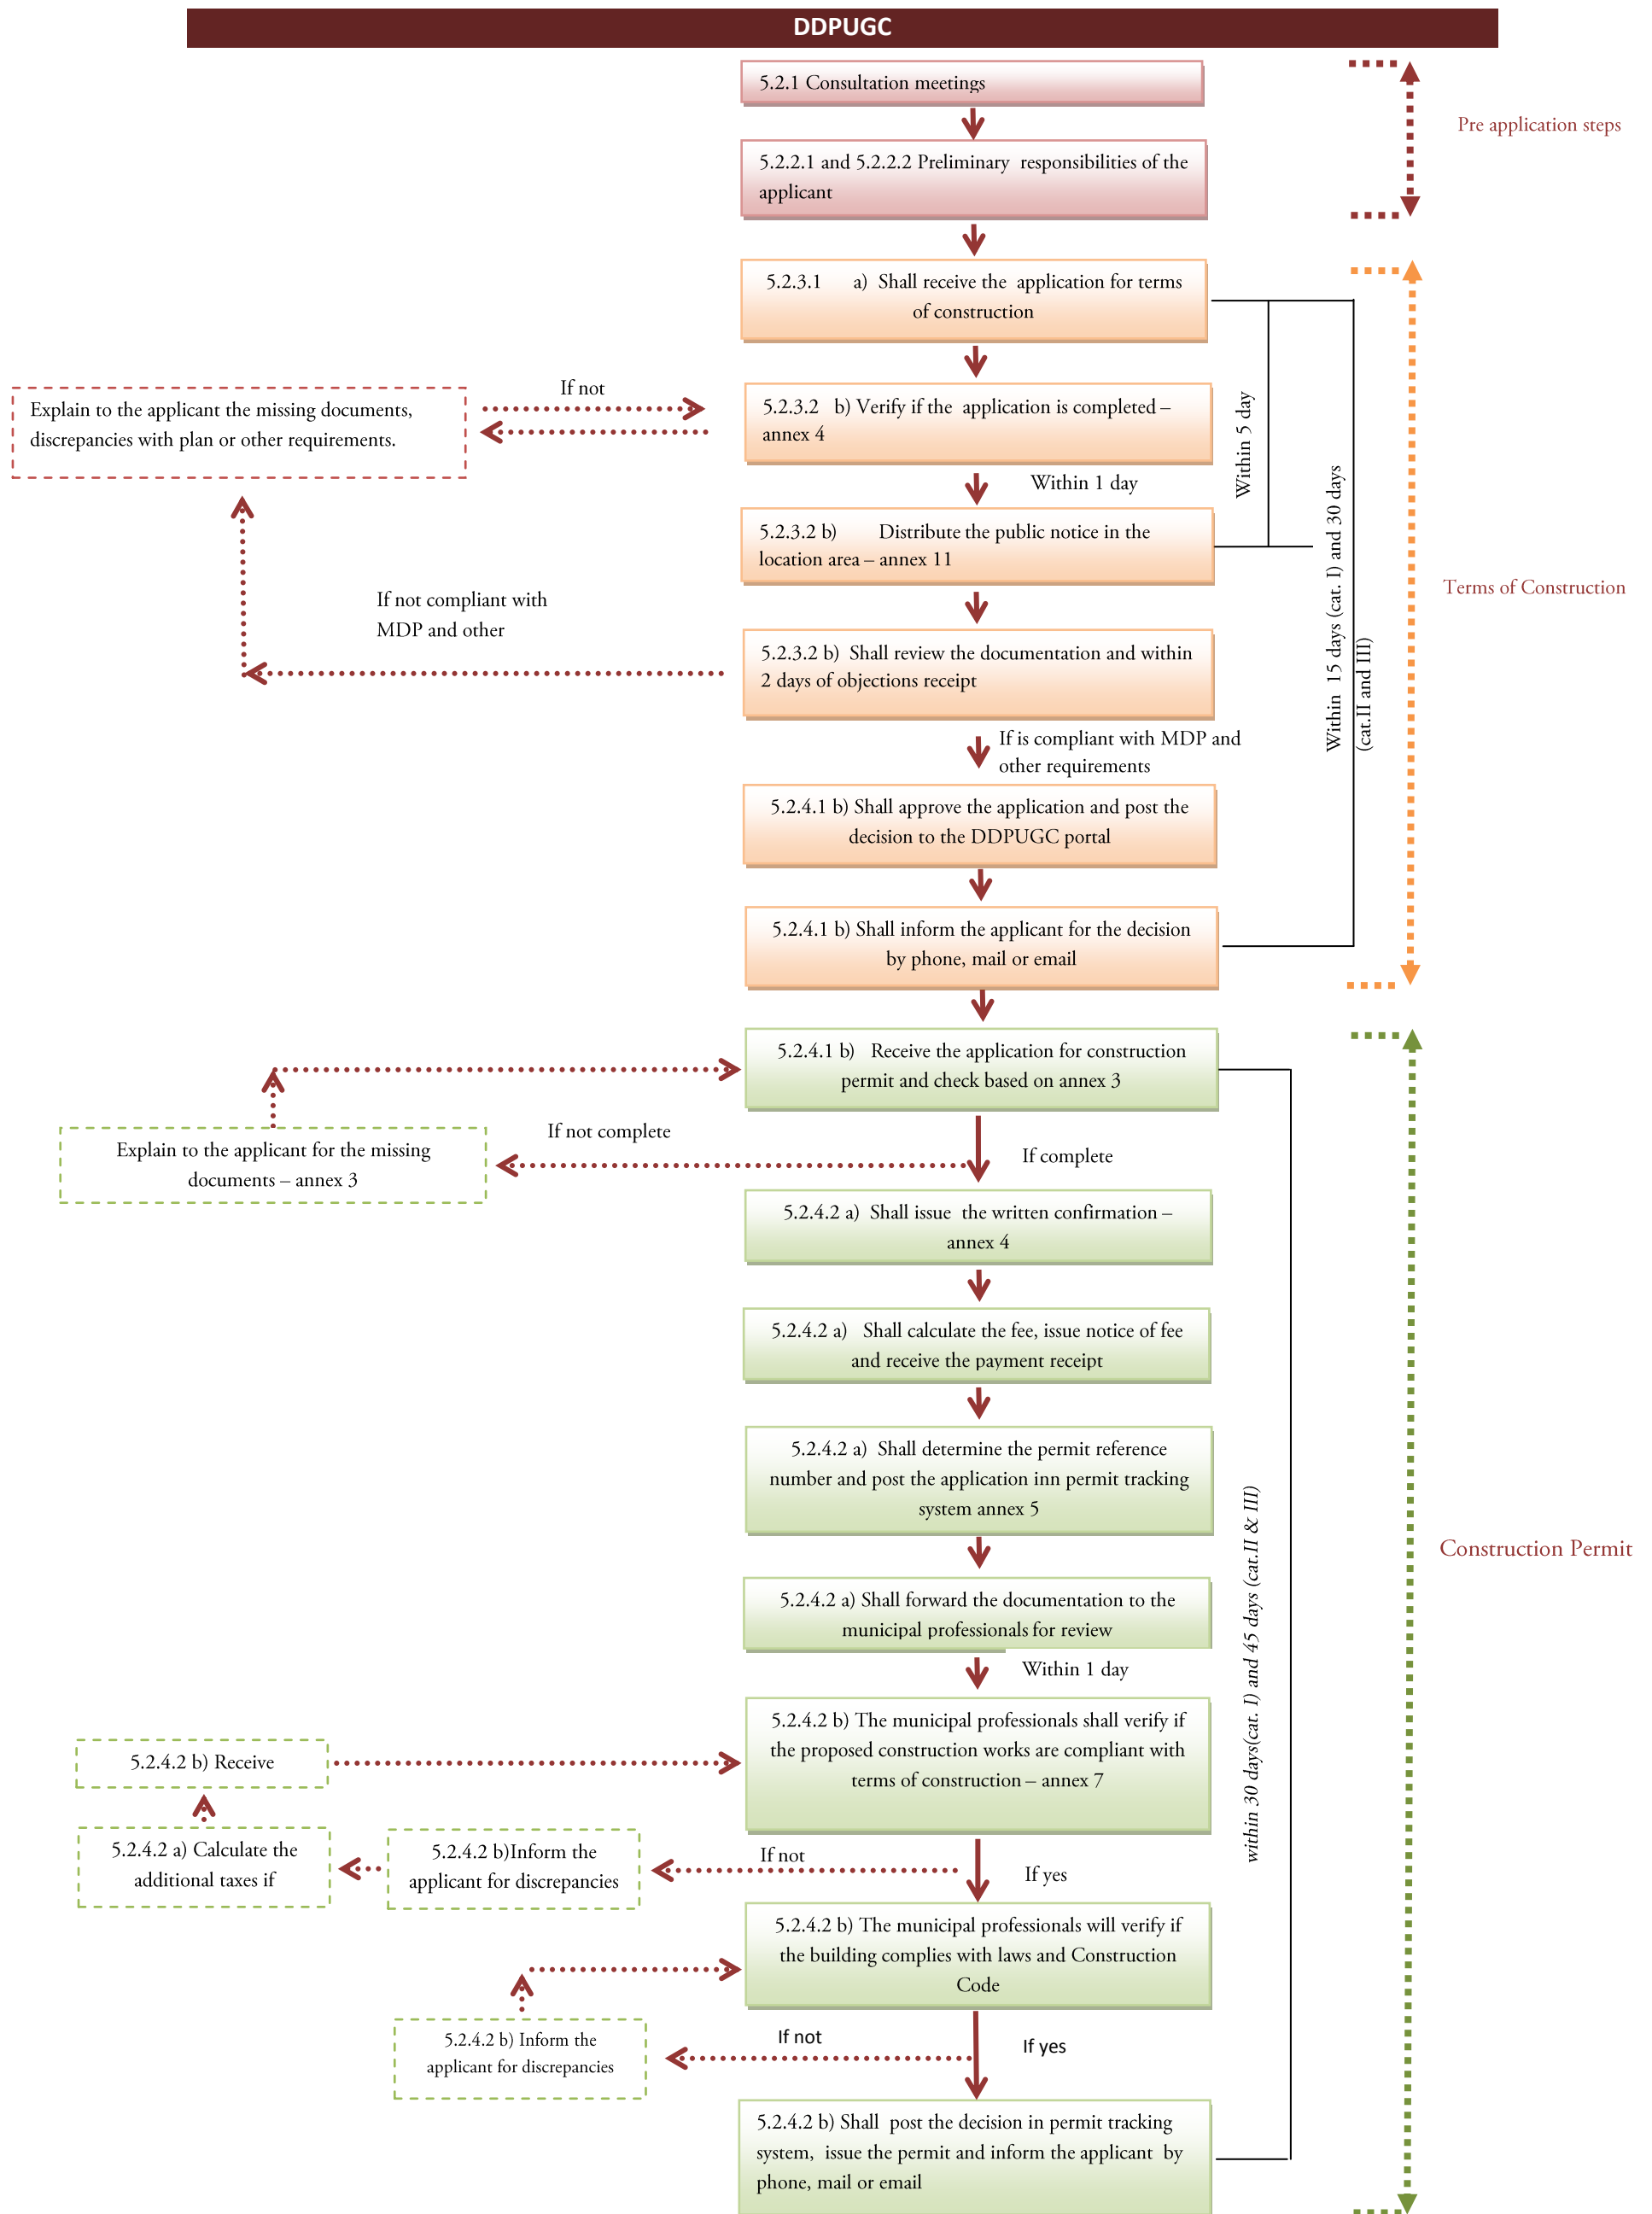 DDPUGC
5.2.1 Consultation meetings
Pre application steps
5.2.2.1 and 5.2.2.2 Preliminary responsibilities of the
applicant
5.2.3.1 a) Shall receive the application for terms
of construction
If not
Explain to the applicant the missing documents,
discrepancies with plan or other requirements.
5.2.3.2 b) Verify if the application is completed –
annex 4
Within 5 day
Within 1 day
5.2.3.2 b) Distribute the public notice in the
location area – annex 11
Within 15 days (cat. I) and 30 days
(cat.II and III)
Terms of Construction
If not compliant with
MDP and other
5.2.3.2 b) Shall review the documentation and within
2 days of objections receipt
If is compliant with MDP and
other requirements
5.2.4.1 b) Shall approve the application and post the
decision to the DDPUGC portal
5.2.4.1 b) Shall inform the applicant for the decision
by phone, mail or email
5.2.4.1 b) Receive the application for construction
permit and check based on annex 3
If not complete
Explain to the applicant for the missing
documents – annex 3
If complete
5.2.4.2 a) Shall issue the written confirmation –
annex 4
5.2.4.2 a) Shall calculate the fee, issue notice of fee
and receive the payment receipt
5.2.4.2 a) Shall determine the permit reference
number and post the application inn permit tracking
system annex 5
within 30 days(cat. I) and 45 days (cat.II & III)
Construction Permit
5.2.4.2 a) Shall forward the documentation to the
municipal professionals for review
Within 1 day
5.2.4.2 b) The municipal professionals shall verify if
the proposed construction works are compliant with
terms of construction – annex 7
5.2.4.2 b) Receive
5.2.4.2 a) Calculate the
additional taxes if
5.2.4.2 b)Inform the
applicant for discrepancies
If not
If yes
5.2.4.2 b) The municipal professionals will verify if
the building complies with laws and Construction
Code
5.2.4.2 b) Inform the
applicant for discrepancies
If not
If yes
5.2.4.2 b) Shall post the decision in permit tracking
system, issue the permit and inform the applicant by
phone, mail or email